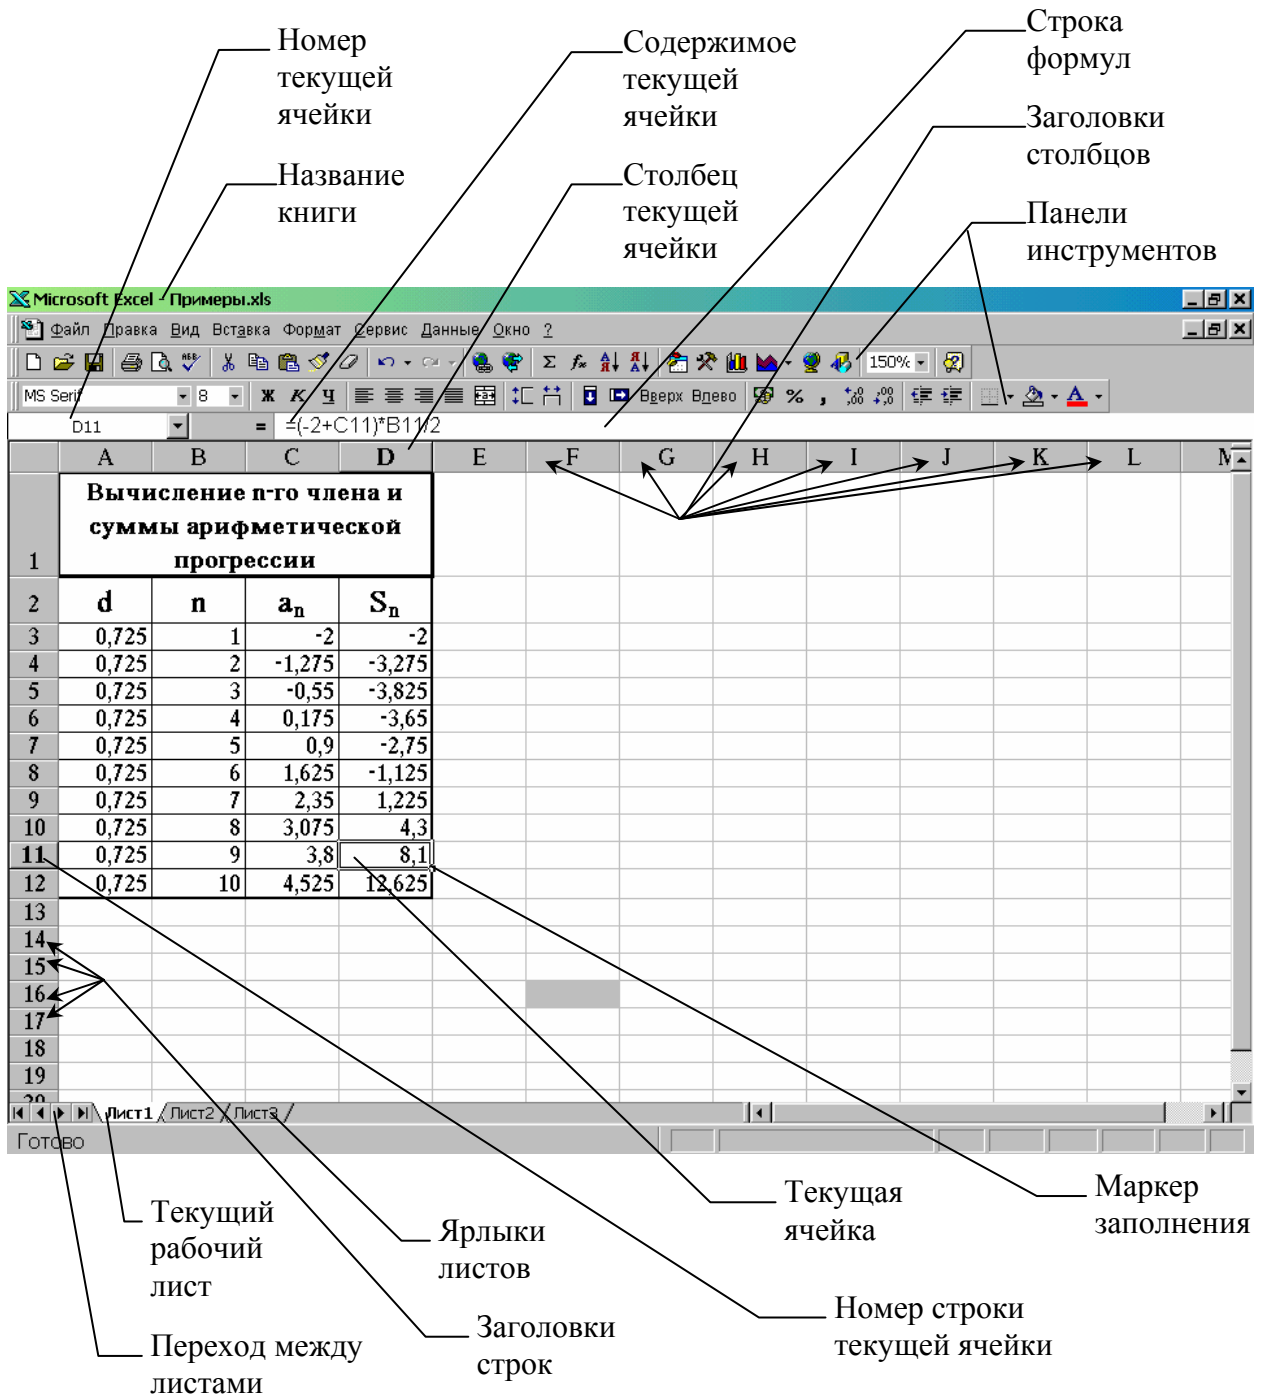 Номер
текущей
ячейки
Содержимое
текущей
ячейки
Строка
формул
Заголовки
столбцов
Название
книги
Столбец
текущей
ячейки
Панели
инструментов
Microsoft Excel - Примеры.xls
Файл Правка Вид Вставка Формат Сервис Данные Окно ?
150%
MS Serif 8 Ж К Ч Вверх Влево % ,
D11 = =(-2+C11)*B11/2
A B C D E F G H I J K L M
Вычисление n-го члена и
суммы арифметической
1 прогрессии
2 d n an Sn
3 0,725 1 -2 -2
4 0,725 2 -1,275 -3,275
5 0,725 3 -0,55 -3,825
6 0,725 4 0,175 -3,65
7 0,725 5 0,9 -2,75
8 0,725 6 1,625 -1,125
9 0,725 7 2,35 1,225
10 0,725 8 3,075 4,3
11 0,725 9 3,8 8,1
12 0,725 10 4,525 12,625
13
14
15
16
17
18
19
20
Лист1 Лист2 Лист3
Готово
Текущий
рабочий
лист
Ярлыки
листов
Текущая
ячейка
Маркер
заполнения
Переход между
листами
Заголовки
строк
Номер строки
текущей ячейки